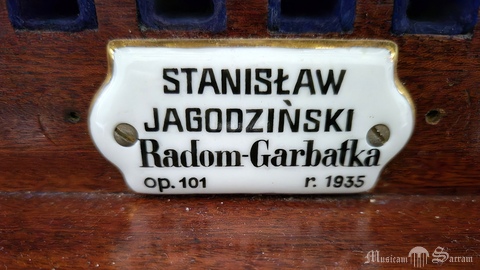 STANISŁAW
JAGODZIŃSKI
Radom-Garbatka
op. 101 r. 1935
Musicam Sacram